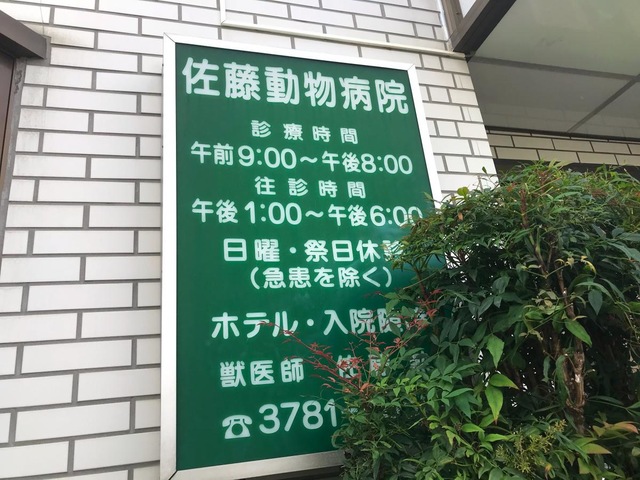 佐藤動物病院
診療時間
午前9:00～午後8:00
往診時間
午後1:00～午後6:00
日曜・祭日休診
(急患を除く)
ホテル・入院
獣医師 佐
☎3781